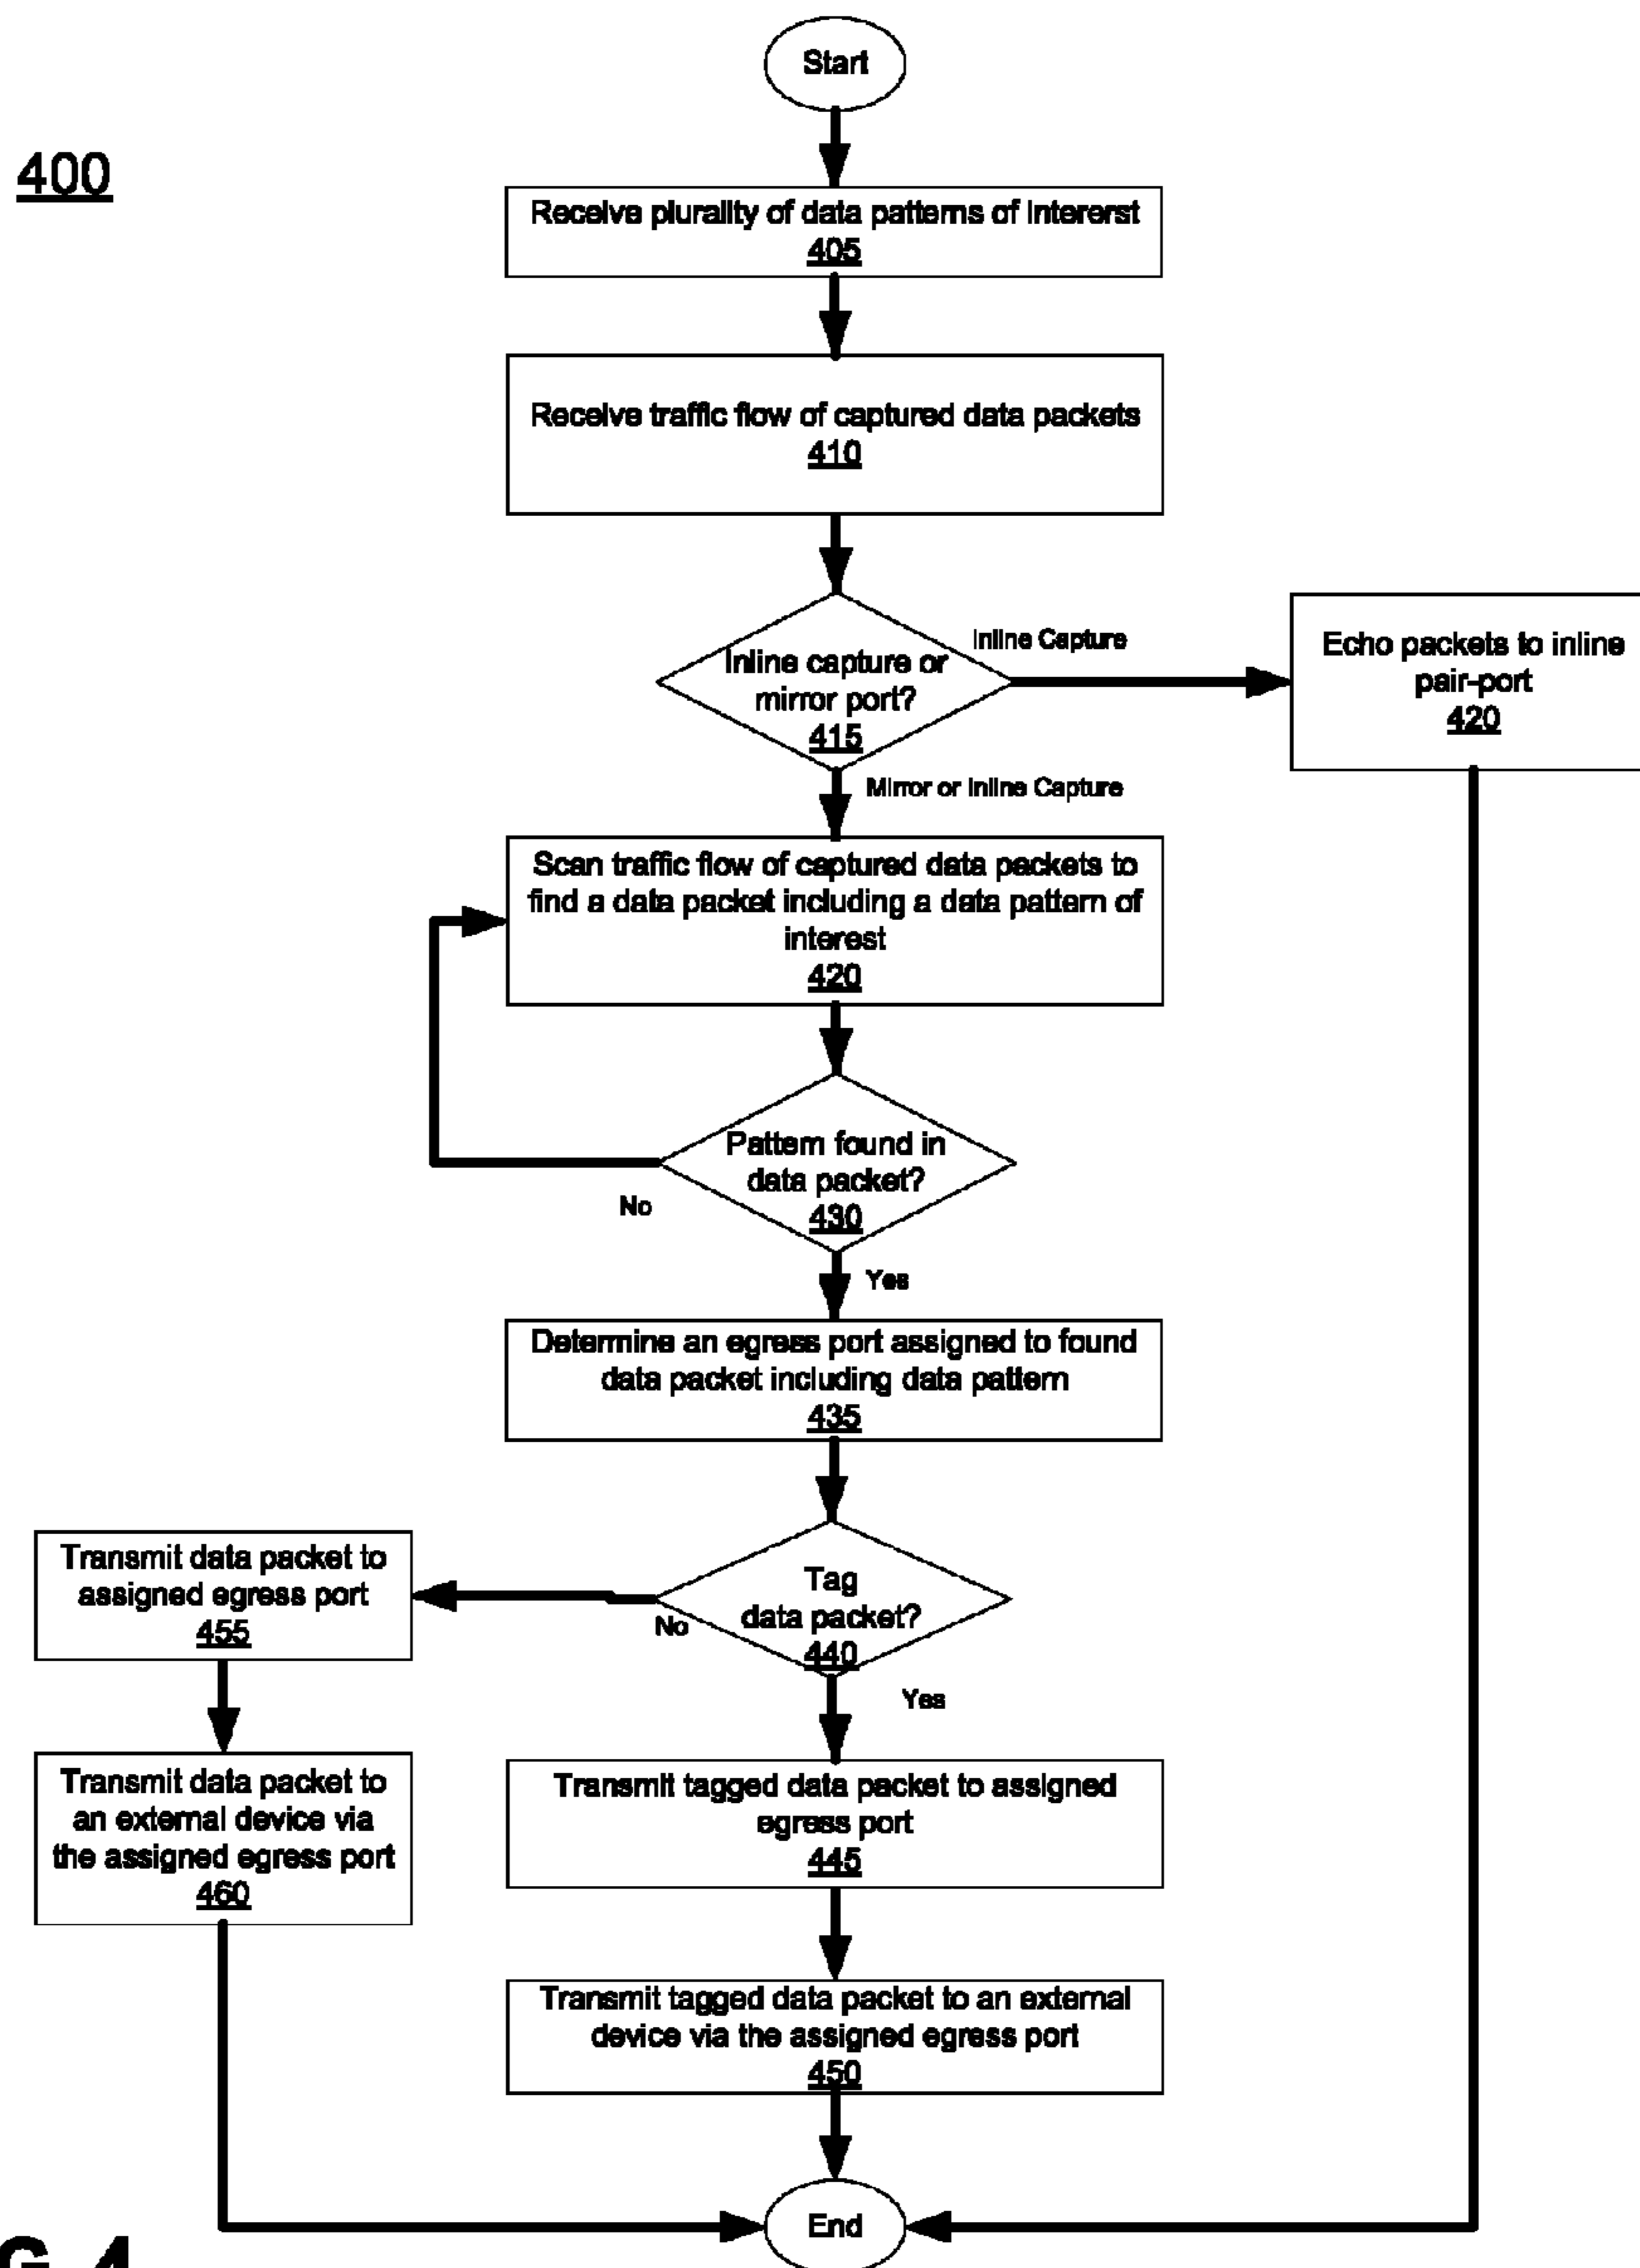 Start
400
Receive plurality of data patterns of Intererst
405
Receive traffic flow of captured data packets
410
Inline capture or
mirror port?
415
Inline Capture
Echo packets to inline
pair-port
420
Mirror or Inline Capture
Scan traffic flow of captured data packets to
find a data packet including a data pattern of
interest
420
Pattern found in
data packet?
430
No
Yes
Determine an egress port assigned to found
data packet including data pattern
435
Tag
data packet?
440
No
Yes
Transmit data packet to
assigned egress port
455
Transmit data packet to
an external device via
the assigned egress port
460
Transmit tagged data packet to assigned
egress port
445
Transmit tagged data packet to an external
device via the assigned egress port
450
End
G. 4